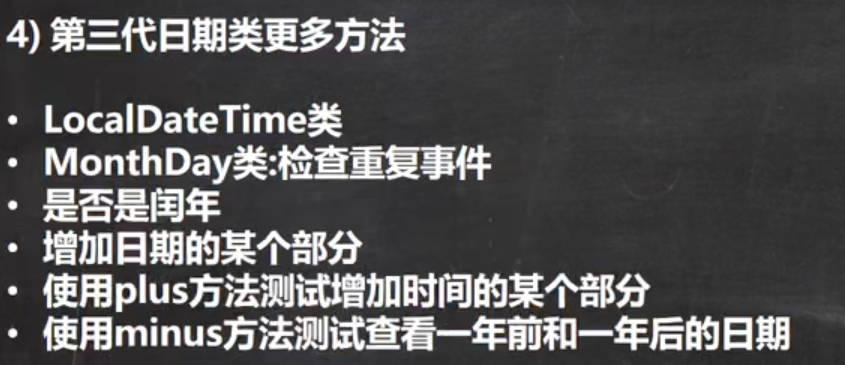 4) 第三代日期类更多方法
• LocalDateTime类
• MonthDay类:检查重复事件
• 是否是闰年
• 增加日期的某个部分
• 使用plus方法测试增加时间的某个部分
• 使用minus方法测试查看一年前和一年后的日期